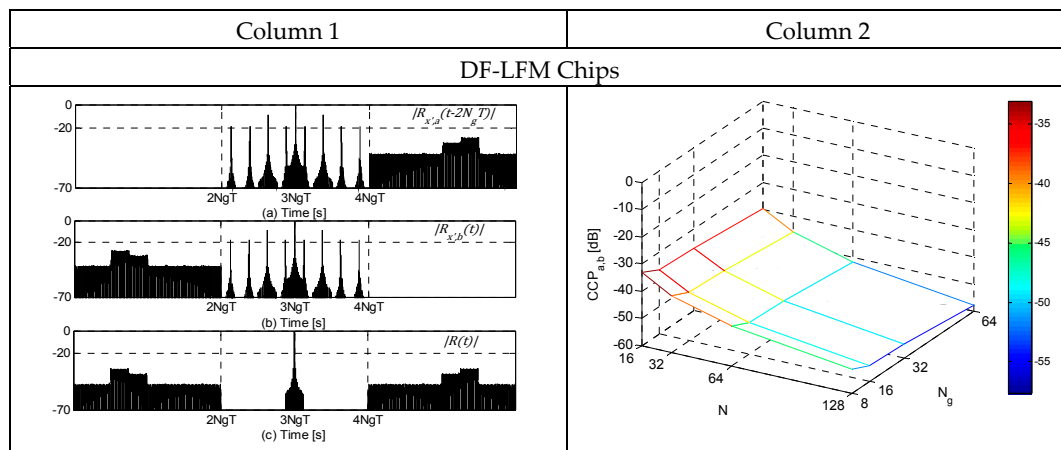 Column 1
Column 2
DF-LFM Chips
0
-20
-70
|Rx',a(t-2NgT)|
2NgT
3NgT
4NgT
(a) Time [s]
0
-20
-70
|Rx',b(t)|
2NgT
3NgT
4NgT
(b) Time [s]
0
-20
-70
|R(t)|
2NgT
3NgT
4NgT
(c) Time [s]
CCPa,b [dB]
0
-10
-20
-30
-40
-50
-60
16
32
64
128
N
8
16
32
64
Ng
-35
-40
-45
-50
-55